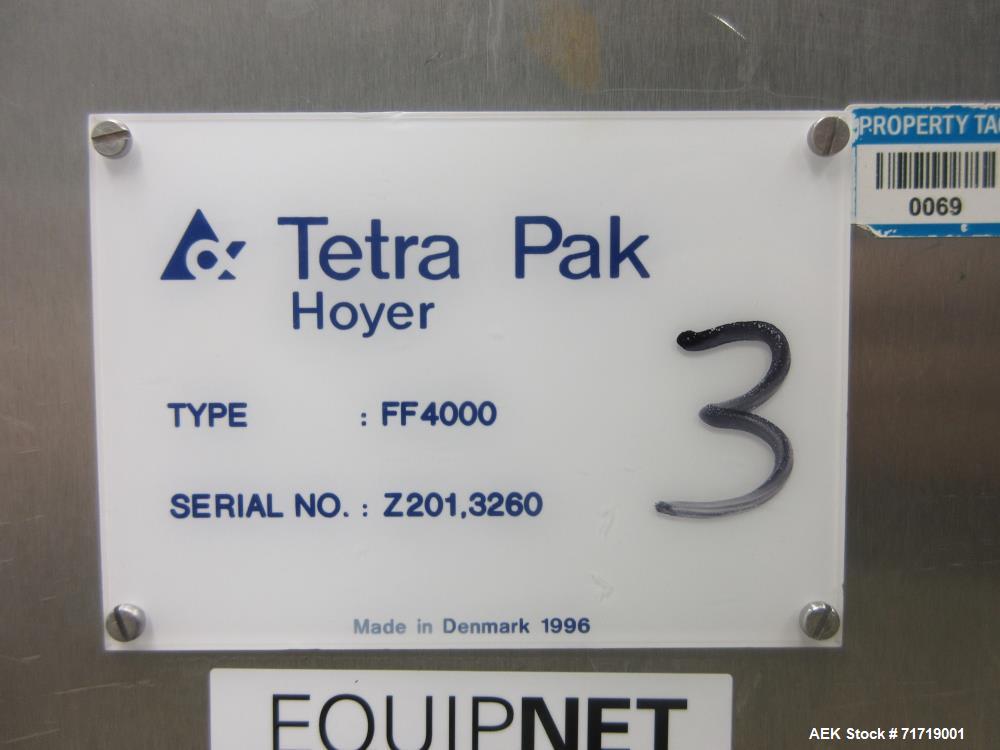 PROPERTY TA
0069
Tetra Pak
Hoyer
3
TYPE : FF4000
SERIAL NO. : Z201,3260
Made in Denmark 1996
EQUIPNET
AEK Stock #71719001